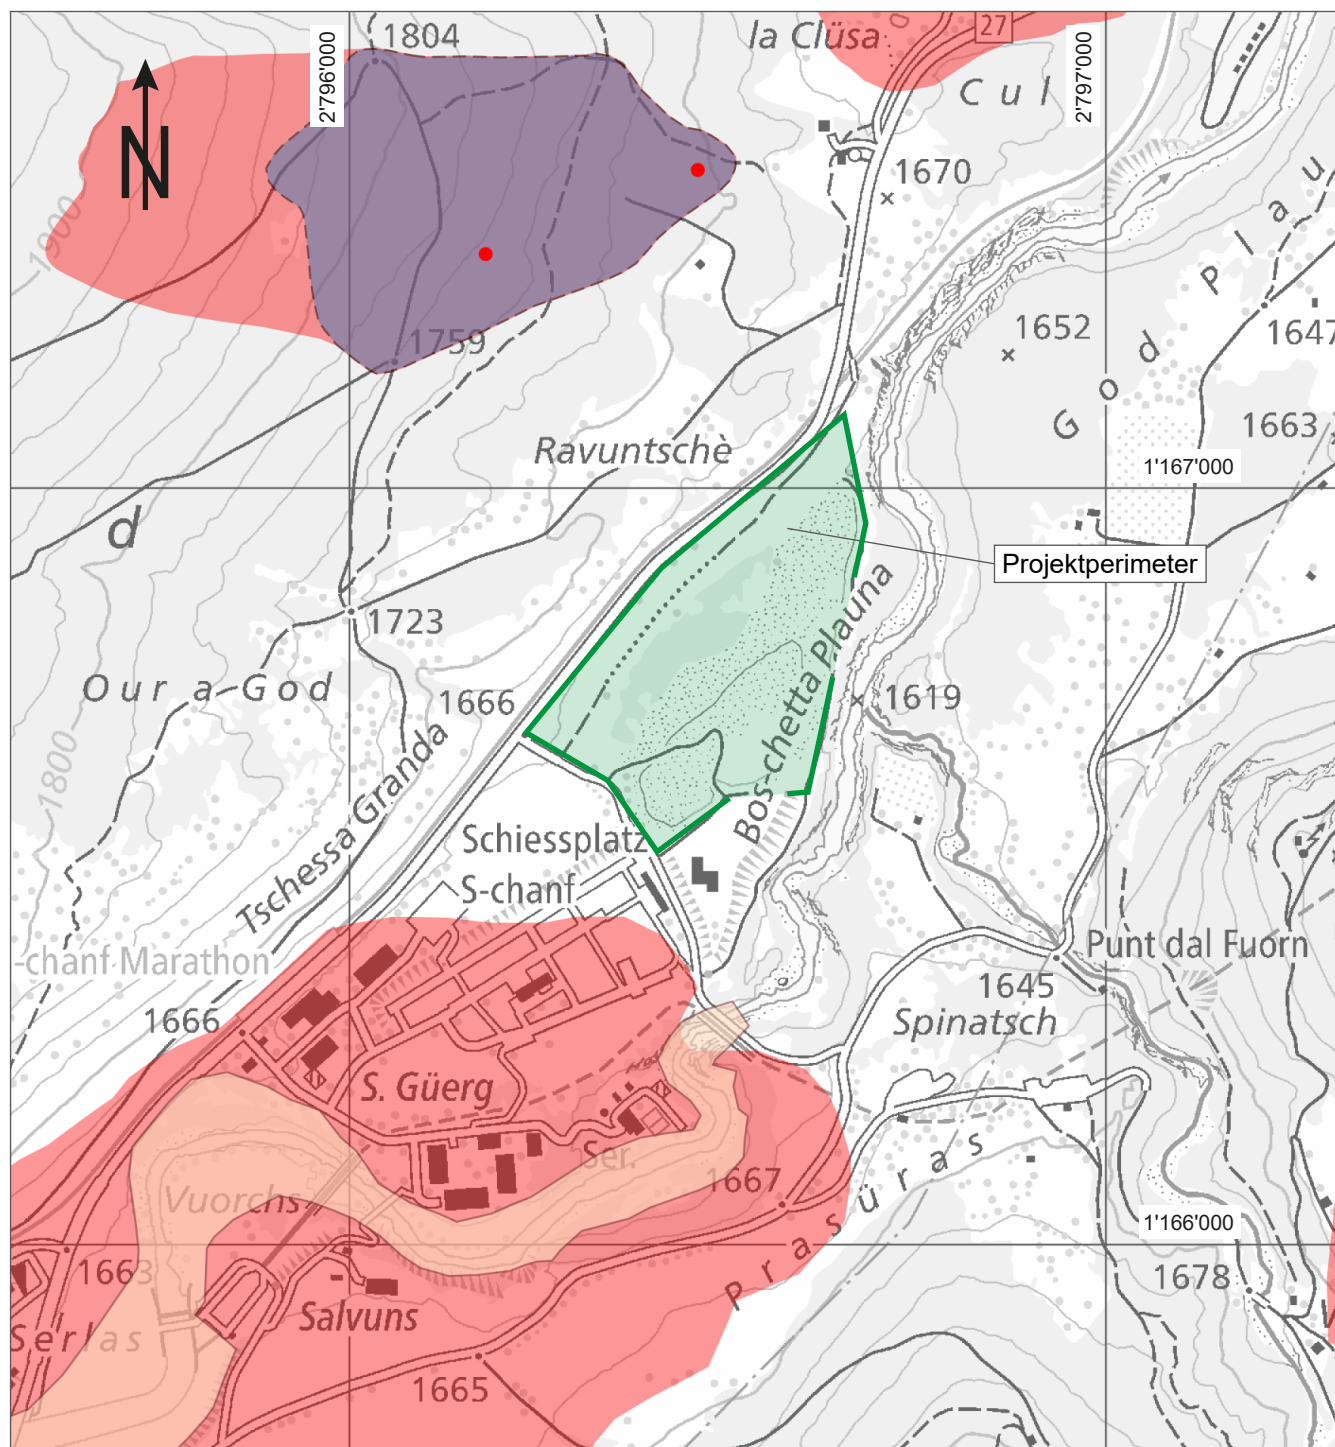 1804
la Clüsa
27
2'796'000
2'797'000
Cul
N
1670
1900
Plau
1652
1647
1759
God
Ravuntschè
1663
1'167'000
d
Projektperimeter
1723
Our a God
1666
1619
Bos-chetta Plauna
1800
Tschessa Granda
Schiessplatz
S-chanf
-chanf Marathon
Punt dal Fuorn
1645
1666
Spinatsch
S. Güerg
Ser.
1667
Vuorchs
Prasüras
1'166'000
1663
1678
Salvuns
Serlas
V
1665